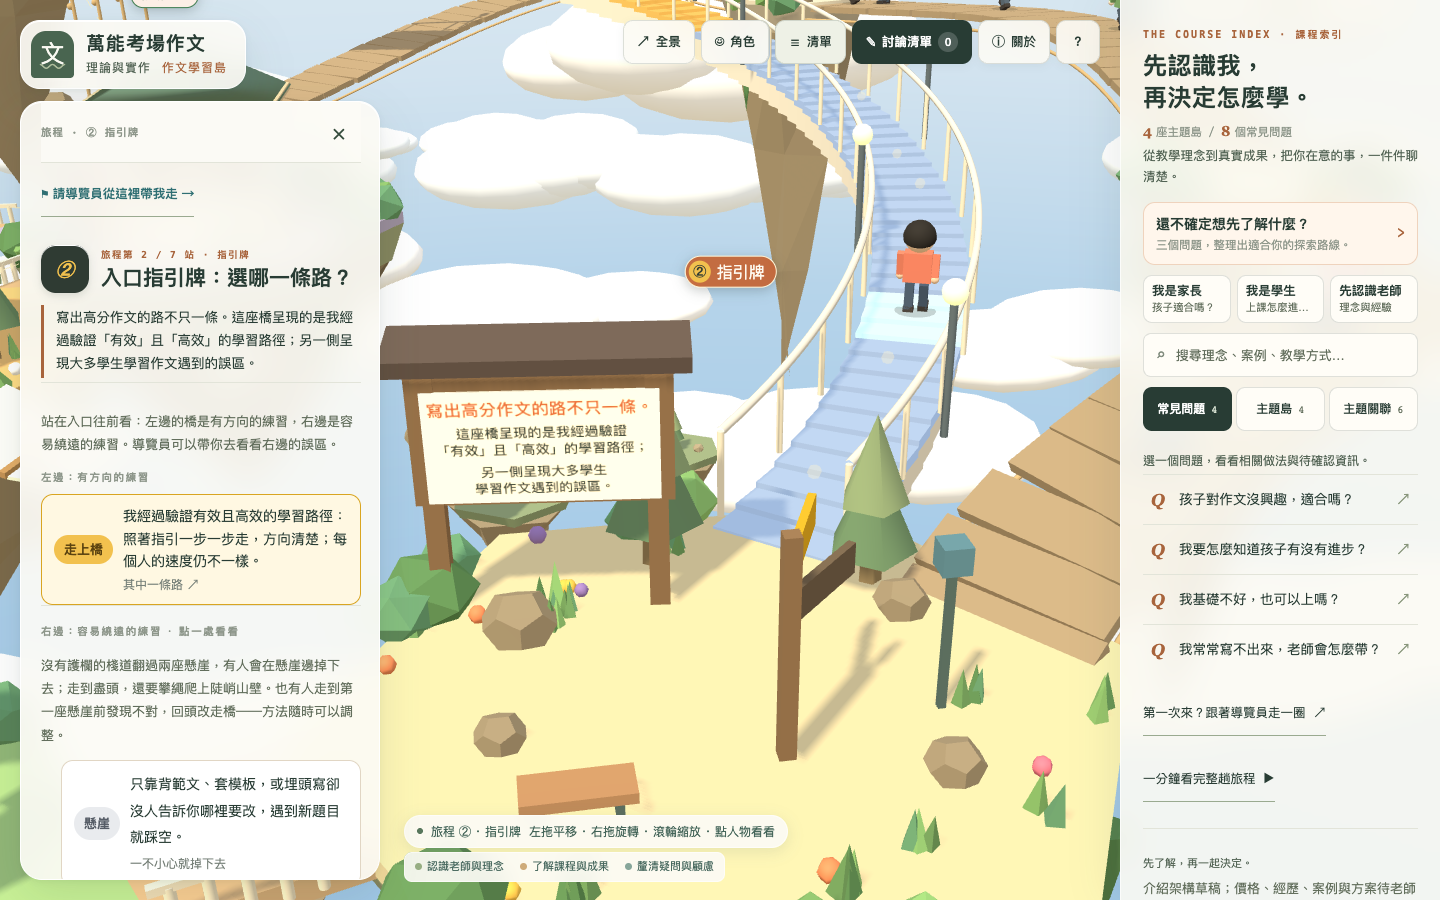 文
萬能考場作文
理論與實作 作文學習島
↗ 全景
☺ 角色
≡ 清單
✎ 討論清單 0
ⓘ 關於
?
旅程 · ② 指引牌
✕
⚑ 請導覽員從這裡帶我走 →
②
旅程第 2 / 7 站 · 指引牌
入口指引牌：選哪一條路？
寫出高分作文的路不只一條。這座橋呈現的是我經
過驗證「有效」且「高效」的學習路徑；另一側呈
現大多學生學習作文遇到的誤區。
站在入口往前看：左邊的橋是有方向的練習，右邊是容
易繞遠的練習。導覽員可以帶你去看看右邊的誤區。
左邊：有方向的練習
走上橋
我經過驗證有效且高效的學習路徑：
照著指引一步一步走，方向清楚；每
個人的速度仍不一樣。
其中一條路 ↗
右邊：容易繞遠的練習 · 點一處看看
沒有護欄的棧道翻過兩座懸崖，有人會在懸崖邊掉下
去；走到盡頭，還要攀繩爬上陡峭山壁。也有人走到第
一座懸崖前發現不對，回頭改走橋——方法隨時可以調
整。
懸崖
只靠背範文、套模板，或埋頭寫卻
沒人告訴你哪裡要改，遇到新題目
就踩空。
一不小心就掉下去
② 指引牌
寫出高分作文的路不只一條。
這座橋呈現的是我經過驗證
「有效」且「高效」的學習路徑；
另一側呈現大多學生
學習作文遇到的誤區。
旅程 ② · 指引牌 左拖平移 · 右拖旋轉 · 滾輪縮放 · 點人物看看
認識老師與理念
了解課程與成果
釐清疑問與顧慮
THE COURSE INDEX · 課程索引
先認識我，
再決定怎麼學。
4 座主題島 / 8 個常見問題
從教學理念到真實成果，把你在意的事，一件件聊
清楚。
還不確定想先了解什麼？
三個問題，整理出適合你的探索路線。
>
我是家長
孩子適合嗎？
我是學生
上課怎麼進…
先認識老師
理念與經驗
⌕ 搜尋理念、案例、教學方式…
常見問題 4
主題島 4
主題關聯 6
選一個問題，看看相關做法與待確認資訊。
Q 孩子對作文沒興趣，適合嗎？ ↗
Q 我要怎麼知道孩子有沒有進步？ ↗
Q 我基礎不好，也可以上嗎？ ↗
Q 我常常寫不出來，老師會怎麼帶？ ↗
第一次來？跟著導覽員走一圈 ↗
一分鐘看完整趟旅程 ▶
先了解，再一起決定。
介紹架構草稿；價格、經歷、案例與方案待老師